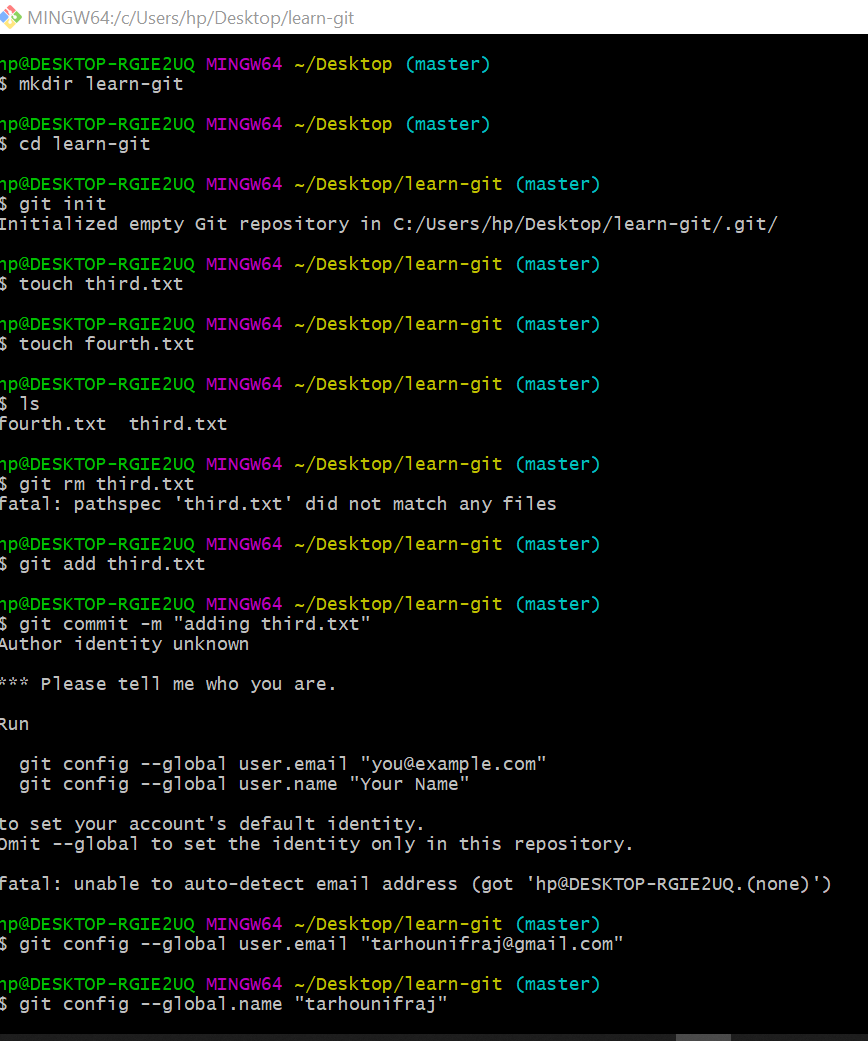 MINGW64:/c/Users/hp/Desktop/learn-git
hp@DESKTOP-RGIE2UQ MINGW64 ~/Desktop (master)
$ mkdir learn-git
hp@DESKTOP-RGIE2UQ MINGW64 ~/Desktop (master)
$ cd learn-git
hp@DESKTOP-RGIE2UQ MINGW64 ~/Desktop/learn-git (master)
$ git init
Initialized empty Git repository in C:/Users/hp/Desktop/learn-git/.git/
hp@DESKTOP-RGIE2UQ MINGW64 ~/Desktop/learn-git (master)
$ touch third.txt
hp@DESKTOP-RGIE2UQ MINGW64 ~/Desktop/learn-git (master)
$ touch fourth.txt
hp@DESKTOP-RGIE2UQ MINGW64 ~/Desktop/learn-git (master)
$ ls
fourth.txt  third.txt
hp@DESKTOP-RGIE2UQ MINGW64 ~/Desktop/learn-git (master)
$ git rm third.txt
fatal: pathspec 'third.txt' did not match any files
hp@DESKTOP-RGIE2UQ MINGW64 ~/Desktop/learn-git (master)
$ git add third.txt
hp@DESKTOP-RGIE2UQ MINGW64 ~/Desktop/learn-git (master)
$ git commit -m "adding third.txt"
Author identity unknown
*** Please tell me who you are.
Run
git config --global user.email "you@example.com"
git config --global user.name "Your Name"
to set your account's default identity.
Omit --global to set the identity only in this repository.
fatal: unable to auto-detect email address (got 'hp@DESKTOP-RGIE2UQ.(none)')
hp@DESKTOP-RGIE2UQ MINGW64 ~/Desktop/learn-git (master)
$ git config --global user.email "tarhounifraj@gmail.com"
hp@DESKTOP-RGIE2UQ MINGW64 ~/Desktop/learn-git (master)
$ git config --global.name "tarhounifraj"